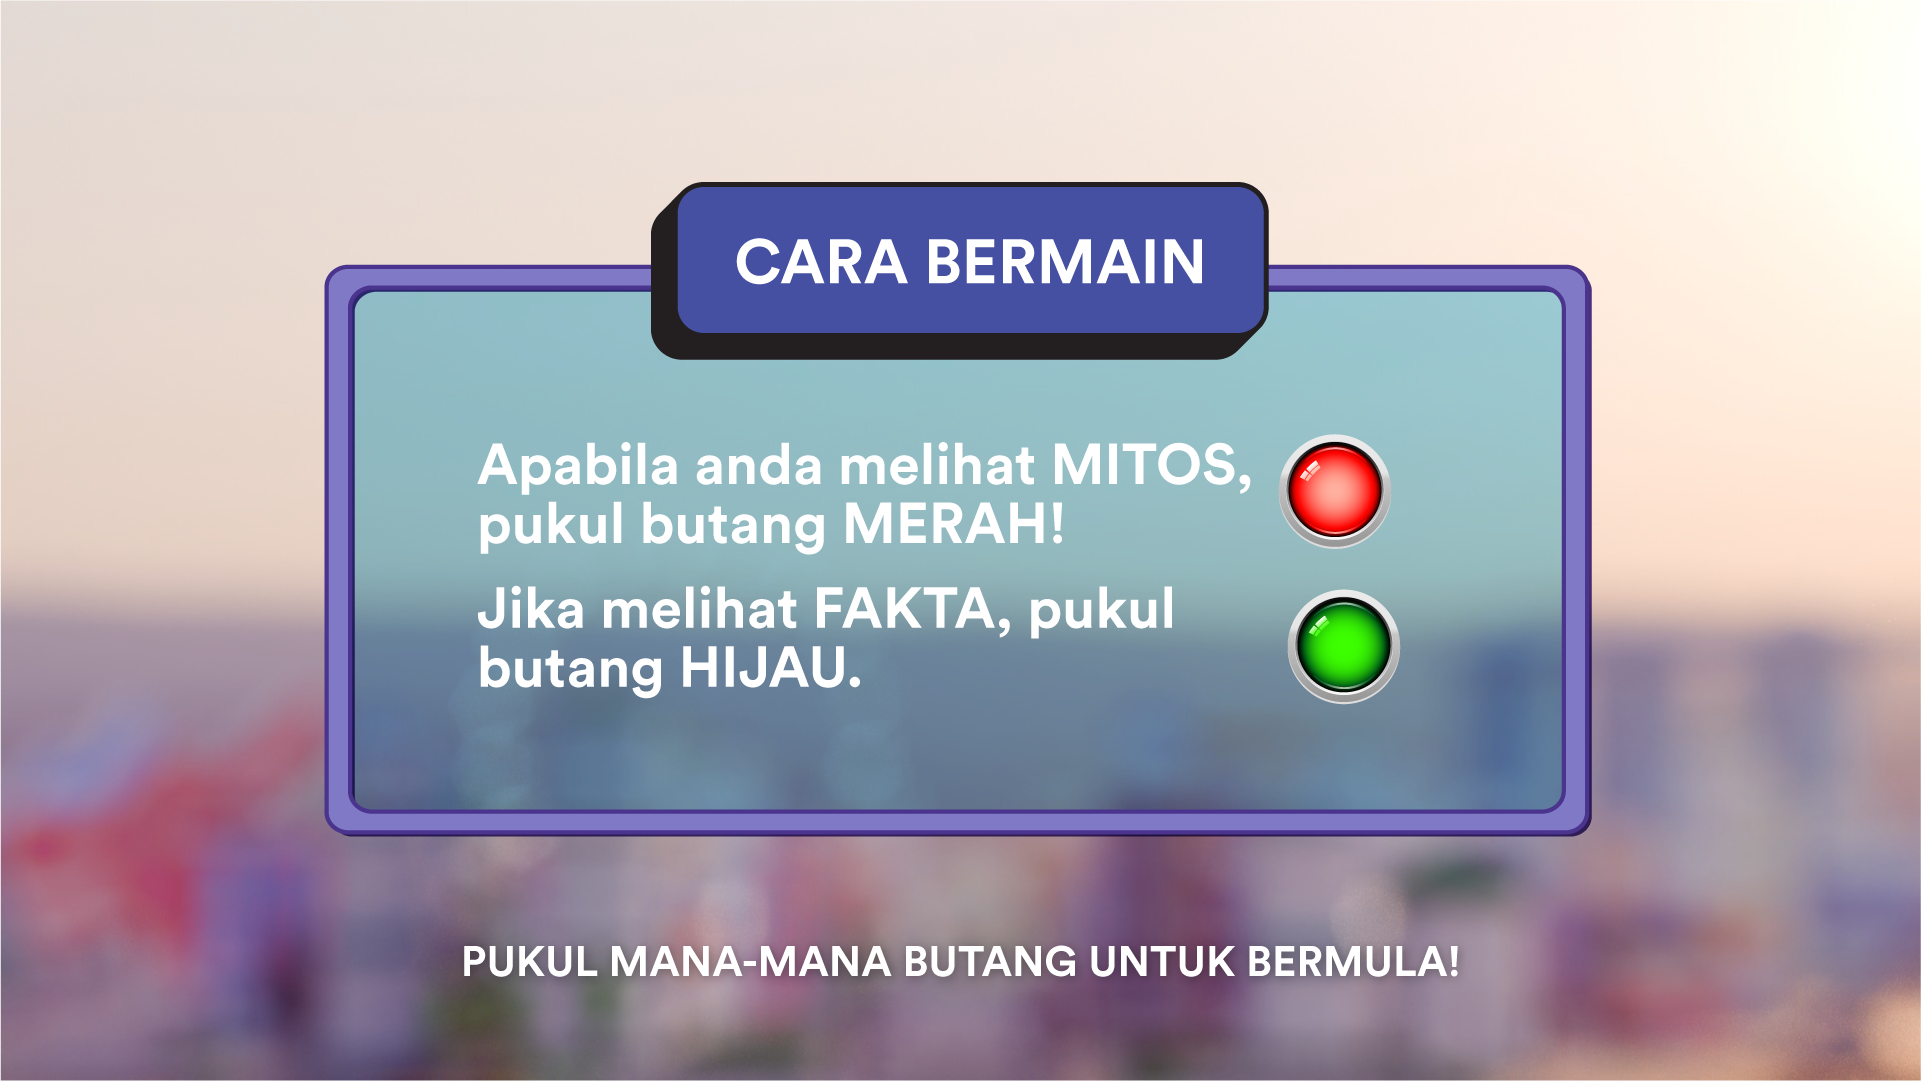 CARA BERMAIN
Apabila anda melihat MITOS,
pukul butang MERAH!
Jika melihat FAKTA, pukul
butang HIJAU.
PUKUL MANA-MANA BUTANG UNTUK BERMULA!